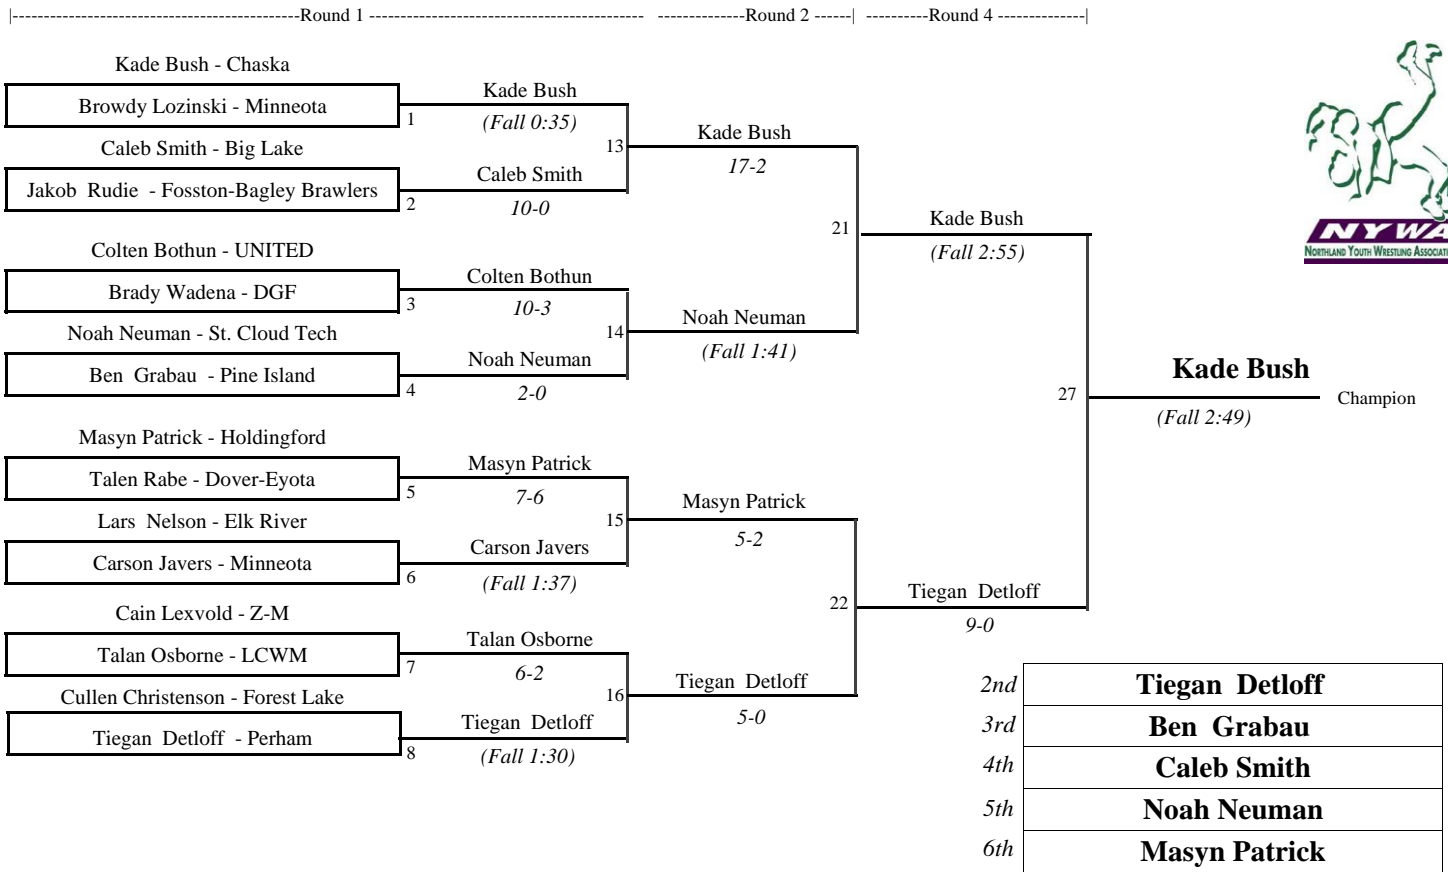 |----------------------------------------------Round 1 -------------------------------------------- --------------Round 2 ------| ----------Round 4 --------------|
Kade Bush - Chaska
Browdy Lozinski - Minneota
1
Kade Bush
(Fall 0:35)
Caleb Smith - Big Lake
Jakob Rudie - Fosston-Bagley Brawlers
2
Caleb Smith
10-0
13
Kade Bush
17-2
Colten Bothun - UNITED
Brady Wadena - DGF
3
Colten Bothun
10-3
Noah Neuman - St. Cloud Tech
Ben Grabau - Pine Island
4
Noah Neuman
2-0
14
Noah Neuman
(Fall 1:41)
21
Kade Bush
(Fall 2:55)
Masyn Patrick - Holdingford
Talen Rabe - Dover-Eyota
5
Masyn Patrick
7-6
Lars Nelson - Elk River
Carson Javers - Minneota
6
Carson Javers
(Fall 1:37)
15
Masyn Patrick
5-2
Cain Lexvold - Z-M
Talan Osborne - LCWM
7
Talan Osborne
6-2
Cullen Christenson - Forest Lake
Tiegan Detloff - Perham
8
Tiegan Detloff
(Fall 1:30)
16
Tiegan Detloff
5-0
22
Tiegan Detloff
9-0
27
Kade Bush
Champion
(Fall 2:49)
NYWA
NORTHLAND YOUTH WRESTLING
2nd Tiegan Detloff
3rd Ben Grabau
4th Caleb Smith
5th Noah Neuman
6th Masyn Patrick